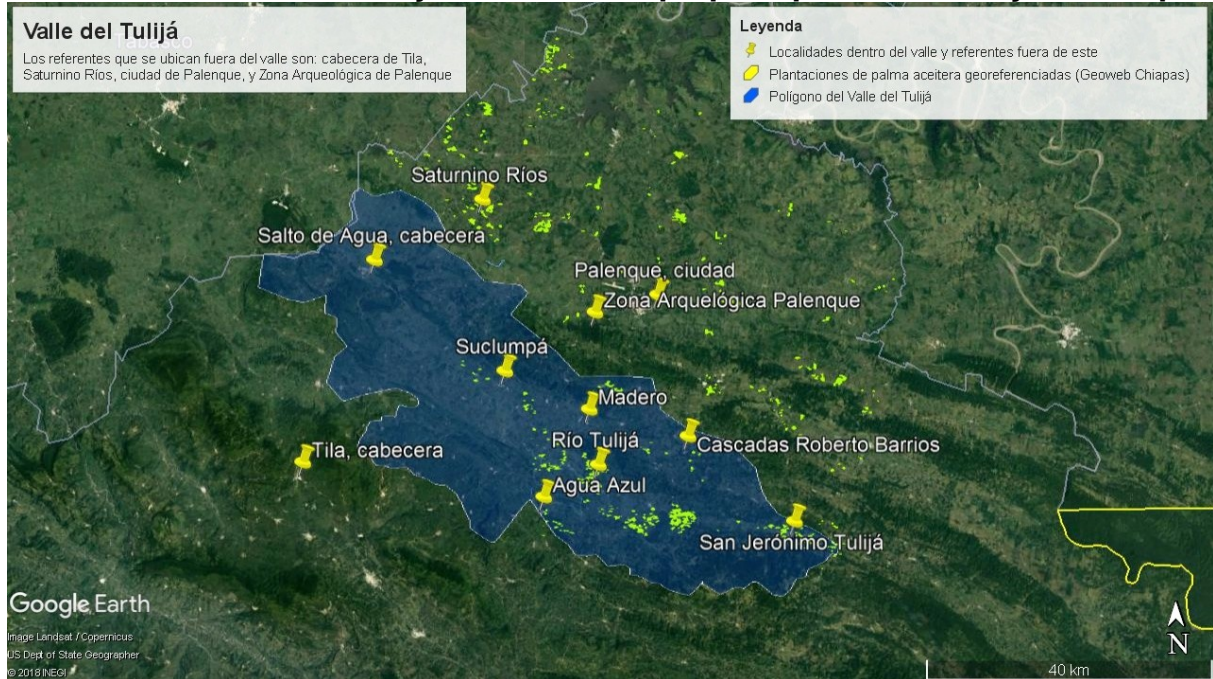 Valle del Tulijá
Los referentes que se ubican fuera del valle son: cabecera de Tila,
Saturnino Ríos, ciudad de Palenque, y Zona Arqueológica de Palenque
Tabasco
Leyenda
Localidades dentro del valle y referentes fuera de este
Plantaciones de palma aceitera georeferenciadas (Geoweb Chiapas)
Polígono del Valle del Tulijá
Saturnino Ríos
Salto de Agua, cabecera
Palenque, ciudad
Zona Arquelógica Palenque
Suclumpá
Madero
Río Tulijá
Cascadas Roberto Barrios
Tila, cabecera
Agua Azul
San Jerónimo Tulijá
Google Earth
Image Landsat / Copernicus
US Dept of State Geographer
© 2018 INEGI
N
40 km